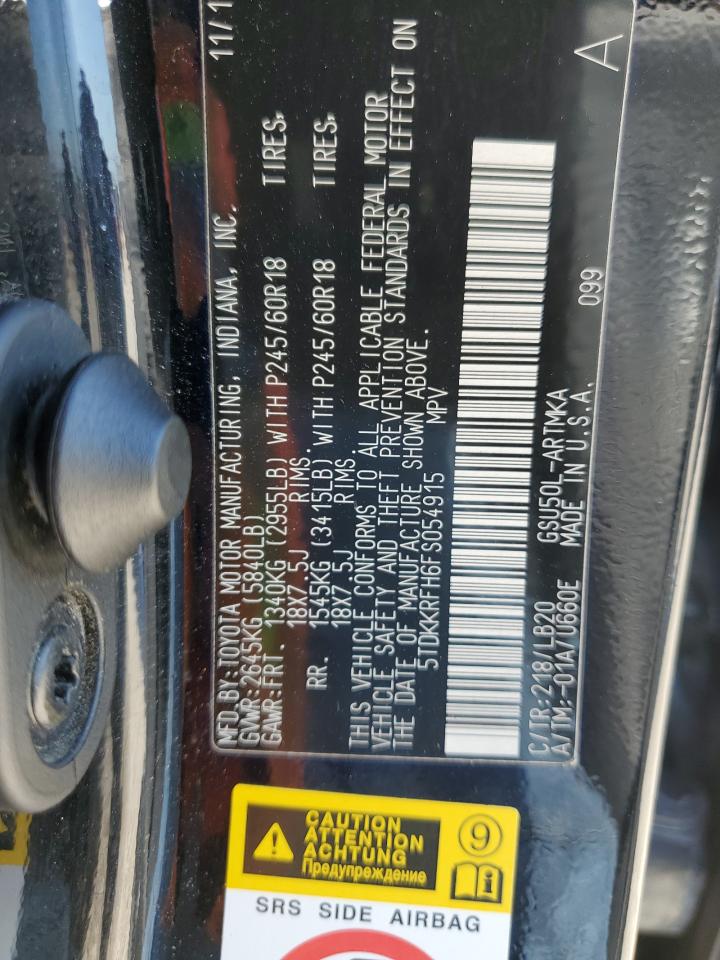 MFD.BY:TOYOTA MOTOR MANUFACTURING, INDIANA, INC. 11/1
GVWR:2645KG (5840LB)
GAWR:FRT. 1340KG (2955LB) WITH P245/60R18 TIRES,
18X7.5J RIMS.
RR. 1545KG (3415LB) WITH P245/60R18 TIRES,
18X7.5J RIMS.
THIS VEHICLE CONFORMS TO ALL APPLICABLE FEDERAL MOTOR
VEHICLE SAFETY AND THEFT PREVENTION STANDARDS IN EFFECT ON
THE DATE OF MANUFACTURE SHOWN ABOVE.
5TDKKRFH6FS054915 MPV
C/TR:218/LB20 GSU50L-ARTMKA 099 A
A/TM:-01A/U660E MADE IN U.S.A.
CAUTION
ATTENTION
ACHTUNG
Предупреждение
9
i
SRS SIDE AIRBAG